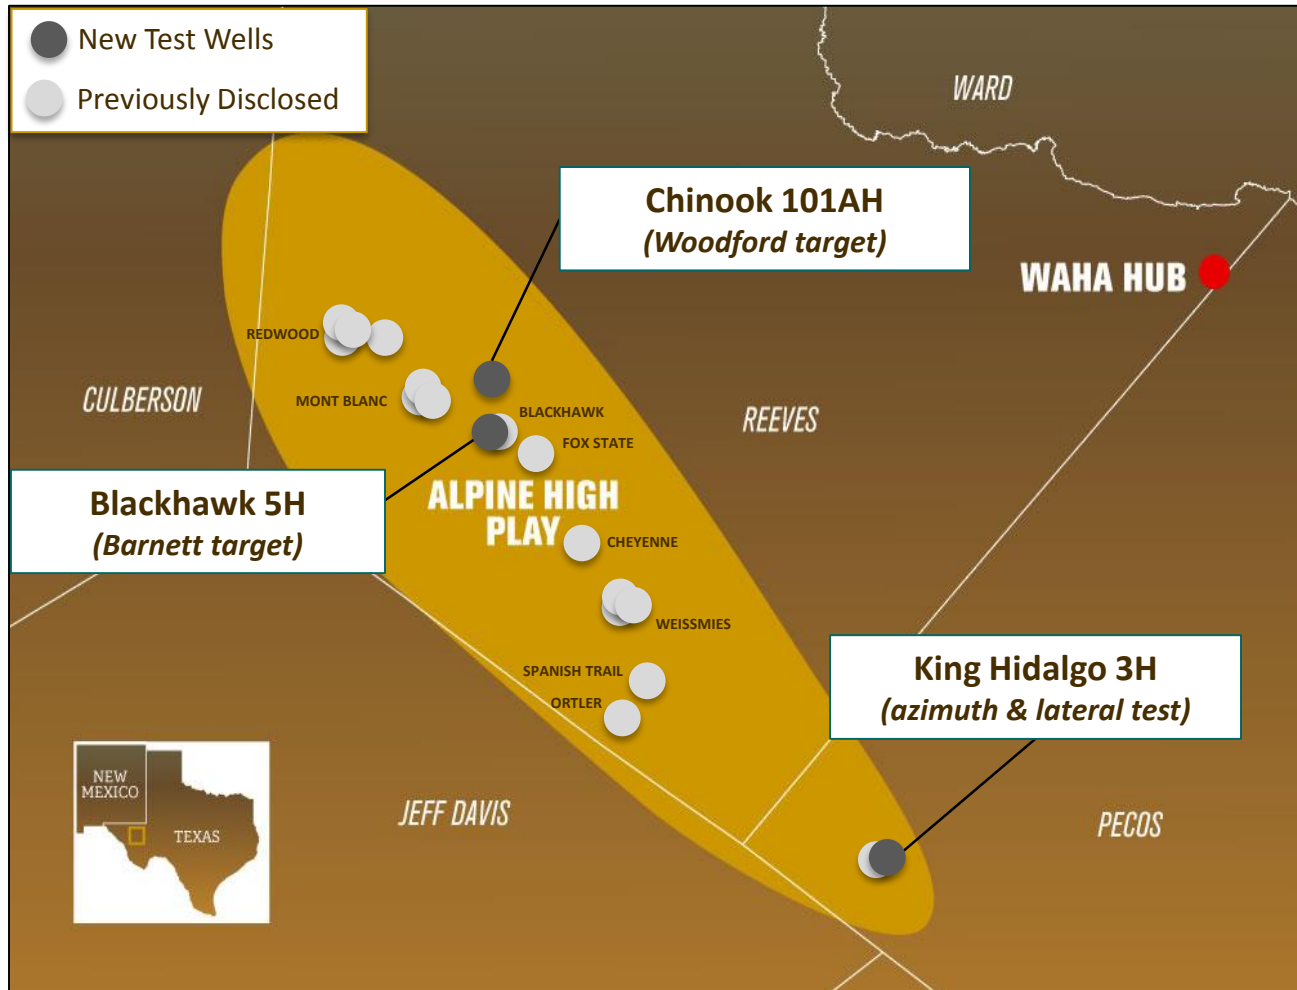 New Test Wells
Previously Disclosed
WARD
Chinook 101AH
(Woodford target)
WAHA HUB
REDWOOD
CULBERSON
MONT BLANC
BLACKHAWK
REEVES
FOX STATE
Blackhawk 5H
(Barnett target)
ALPINE HIGH
PLAY
CHEYENNE
WEISSMIES
SPANISH TRAIL
ORTLER
King Hidalgo 3H
(azimuth & lateral test)
NEW
MEXICO
TEXAS
JEFF DAVIS
PECOS